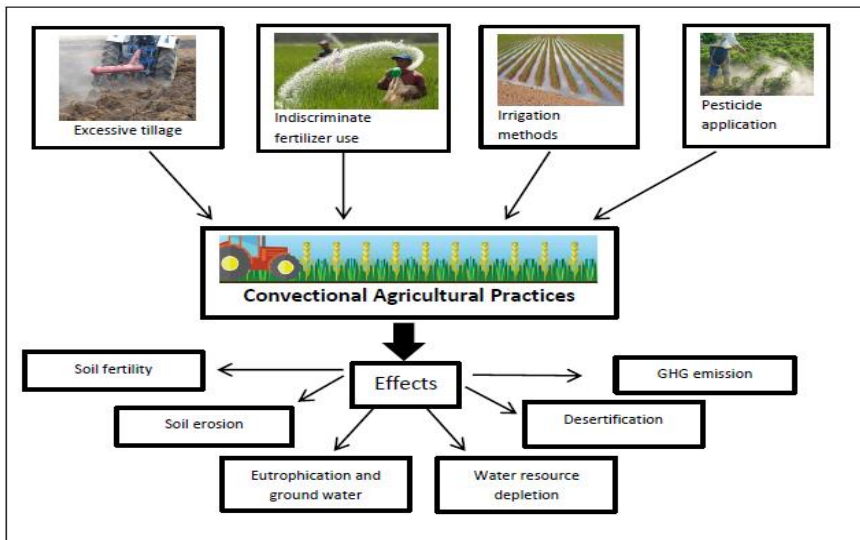 Excessive tillage
Indiscriminate
fertilizer use
Irrigation
methods
Pesticide
application
Convectional Agricultural Practices
Effects
Soil fertility
GHG emission
Soil erosion
Desertification
Eutrophication and
ground water
Water resource
depletion